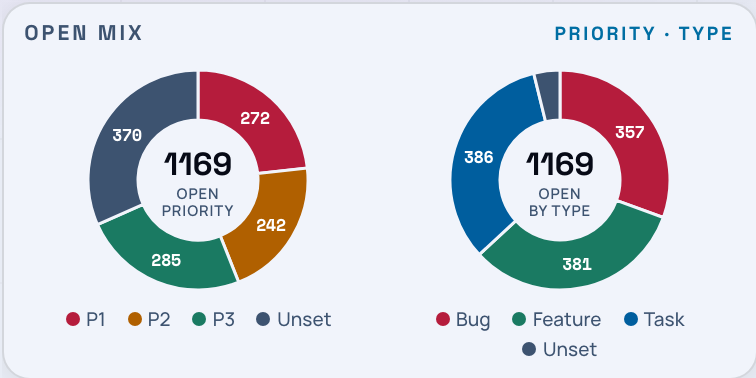 OPEN MIX
PRIORITY · TYPE
272
370
1169
OPEN
PRIORITY
242
285
P1
P2
P3
Unset
357
386
1169
OPEN
BY TYPE
381
Bug
Feature
Task
Unset